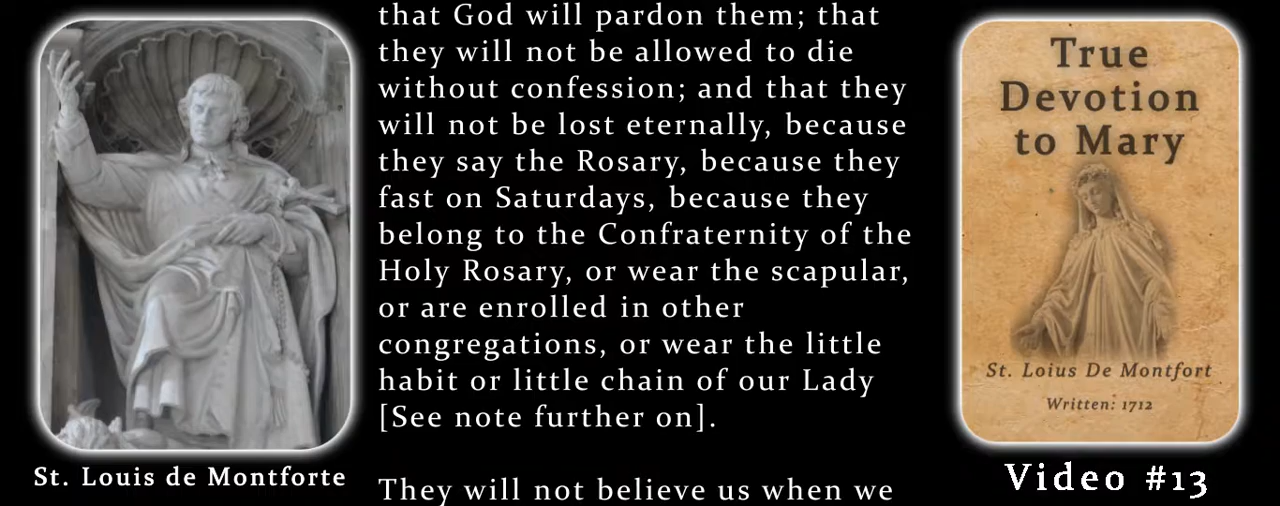 that God will pardon them; that
they will not be allowed to die
without confession; and that they
will not be lost eternally, because
they say the Rosary, because they
fast on Saturdays, because they
belong to the Confraternity of the
Holy Rosary, or wear the scapular,
or are enrolled in other
congregations, or wear the little
habit or little chain of our Lady
[See note further on].
They will not believe us when we
St. Louis de Montforte
True
Devotion
to Mary
St. Loius De Montfort
Written: 1712
Video #13